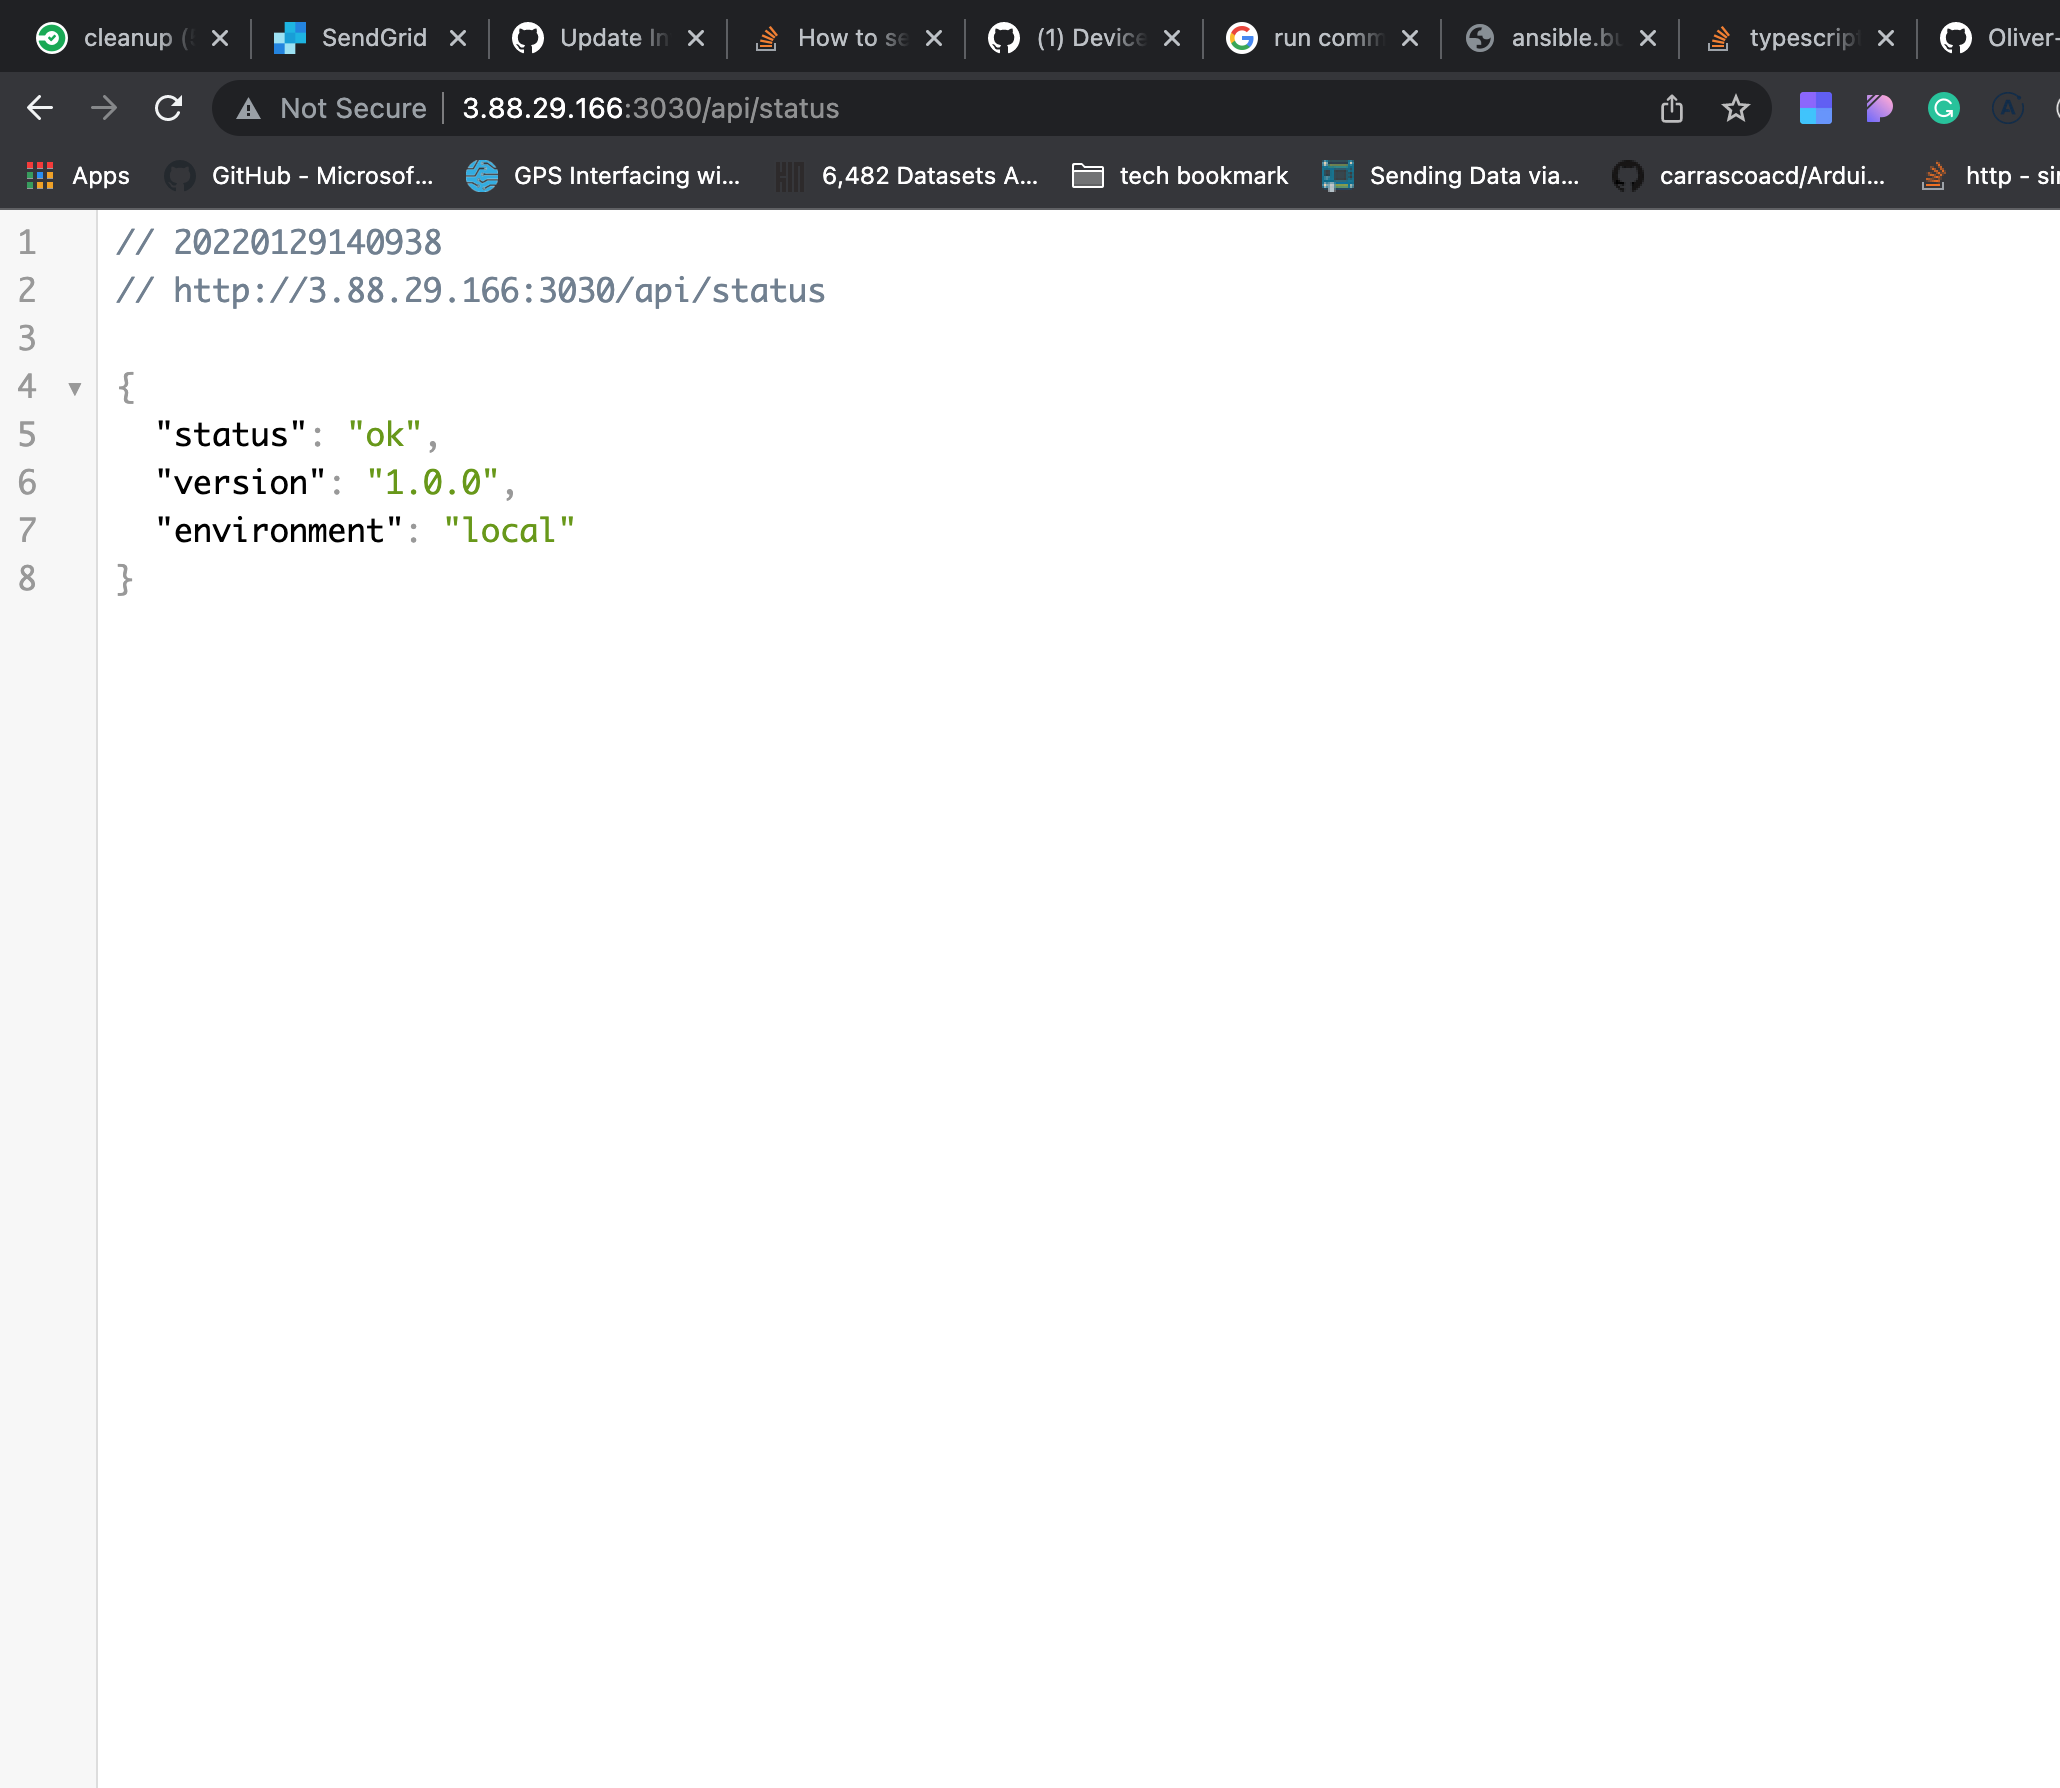 cleanup
SendGrid
Update In
How to se
(1) Device
run comm
ansible.bu
typescript
Oliver-
Not Secure
3.88.29.166:3030/api/status
Apps
GitHub - Microsof...
GPS Interfacing wi...
6,482 Datasets A...
tech bookmark
Sending Data via...
carrascoacd/Ardui...
http - sin
1 // 20220129140938
2 // http://3.88.29.166:3030/api/status
3
4 {
5 "status": "ok",
6 "version": "1.0.0",
7 "environment": "local"
8 }